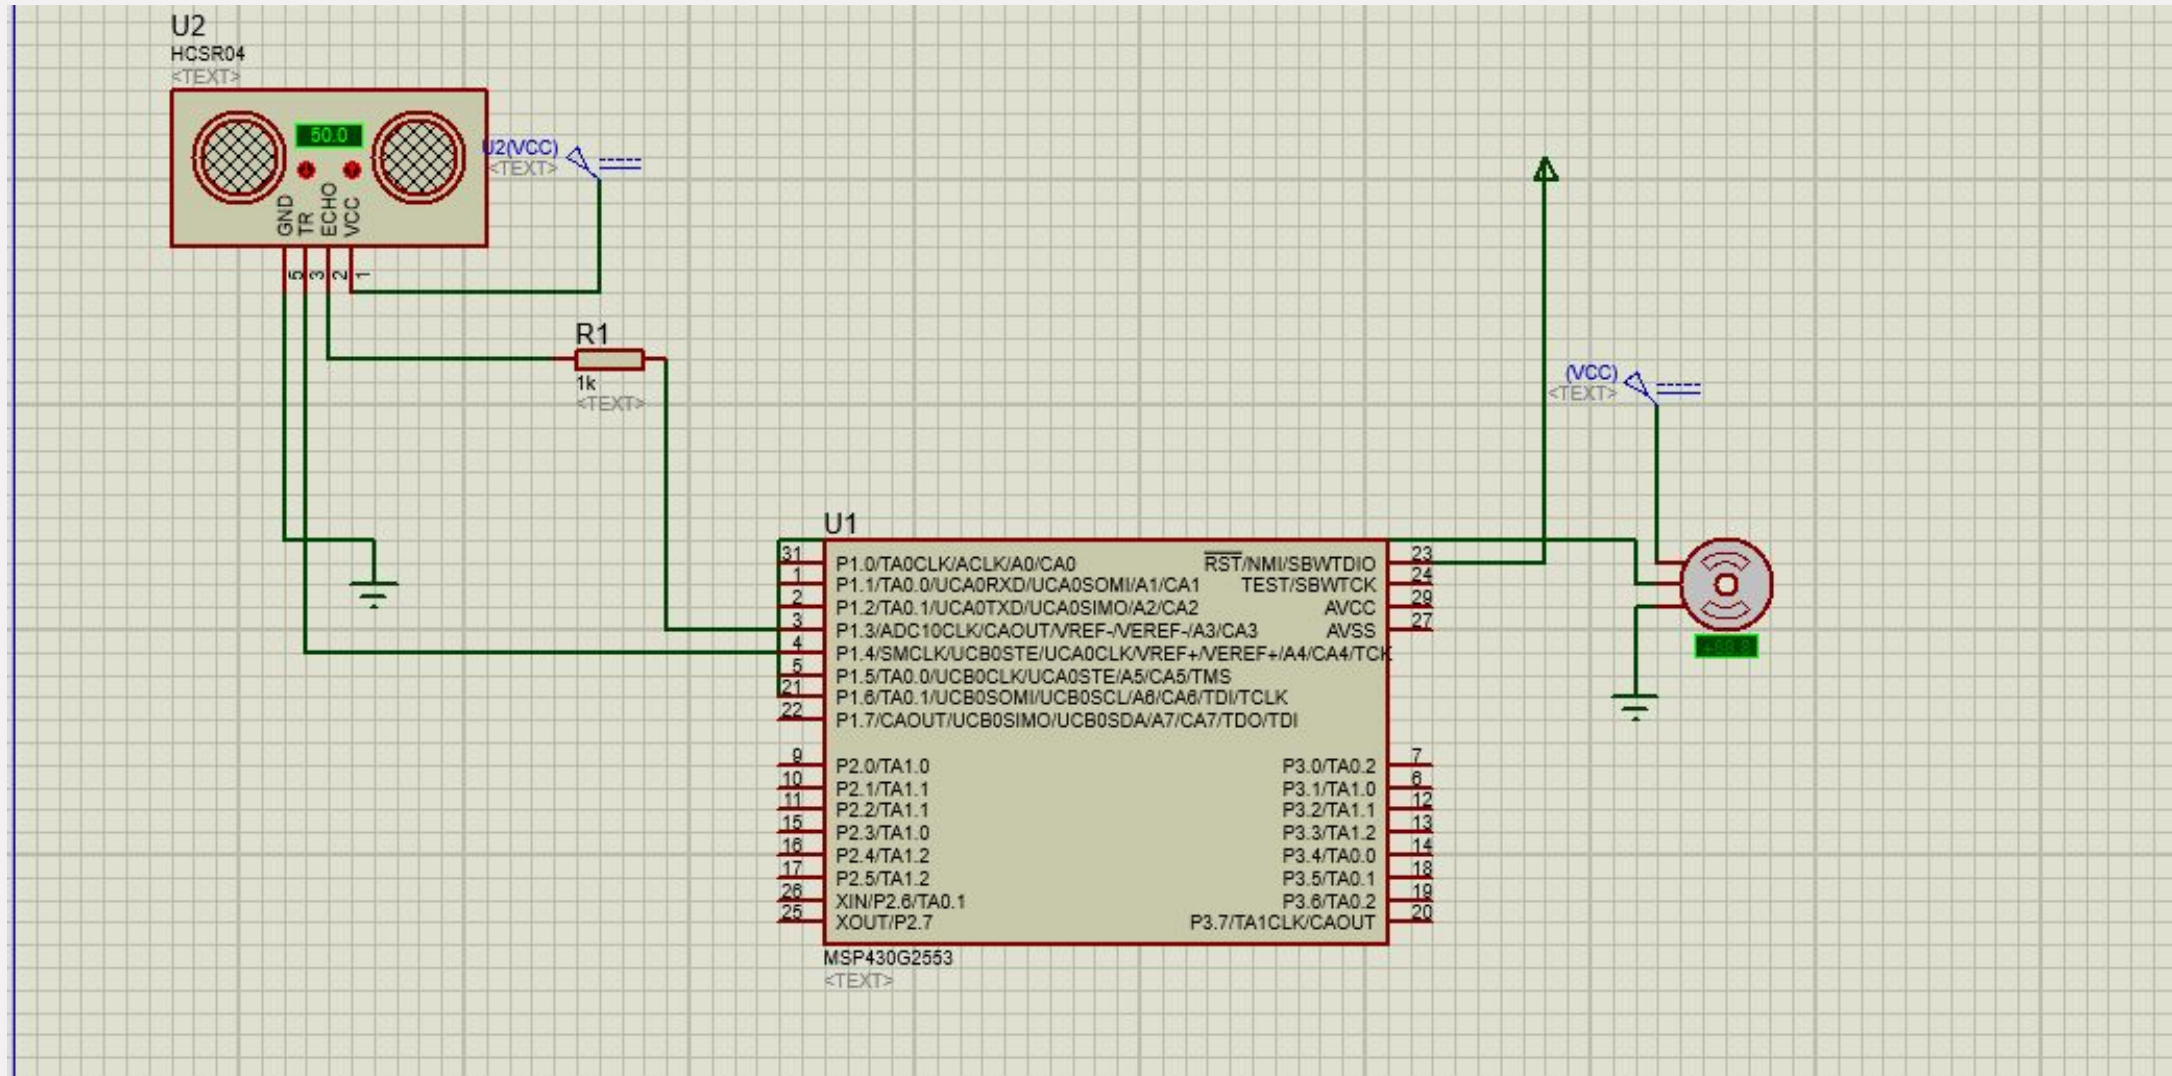 U2
HCSR04
<TEXT>
50.0
GND
TR
ECHO
VCC
5
3
2
1
U2(VCC)
<TEXT>
R1
1k
<TEXT>
(VCC)
<TEXT>
U1
31 P1.0/TA0CLK/ACLK/A0/CA0
1 P1.1/TA0.0/UCA0RXD/UCA0SOMI/A1/CA1
2 P1.2/TA0.1/UCA0TXD/UCA0SIMO/A2/CA2
3 P1.3/ADC10CLK/CAOUT/VREF-/VEREF-/A3/CA3
4 P1.4/SMCLK/UCB0STE/UCA0CLK/VREF+/VEREF+/A4/CA4/TCK
5 P1.5/TA0.0/UCB0CLK/UCA0STE/A5/CA5/TMS
21 P1.6/TA0.1/UCB0SOMI/UCB0SCL/A6/CA6/TDI/TCLK
22 P1.7/CAOUT/UCB0SIMO/UCB0SDA/A7/CA7/TDO/TDI
9 P2.0/TA1.0
10 P2.1/TA1.1
11 P2.2/TA1.1
15 P2.3/TA1.0
16 P2.4/TA1.2
17 P2.5/TA1.2
26 XIN/P2.6/TA0.1
25 XOUT/P2.7
RST/NMI/SBWTDIO 23
TEST/SBWTCK 24
AVCC 29
AVSS 27
P3.0/TA0.2 7
P3.1/TA1.0 6
P3.2/TA1.1 12
P3.3/TA1.2 13
P3.4/TA0.0 14
P3.5/TA0.1 18
P3.6/TA0.2 19
P3.7/TA1CLK/CAOUT 20
MSP430G2553
<TEXT>